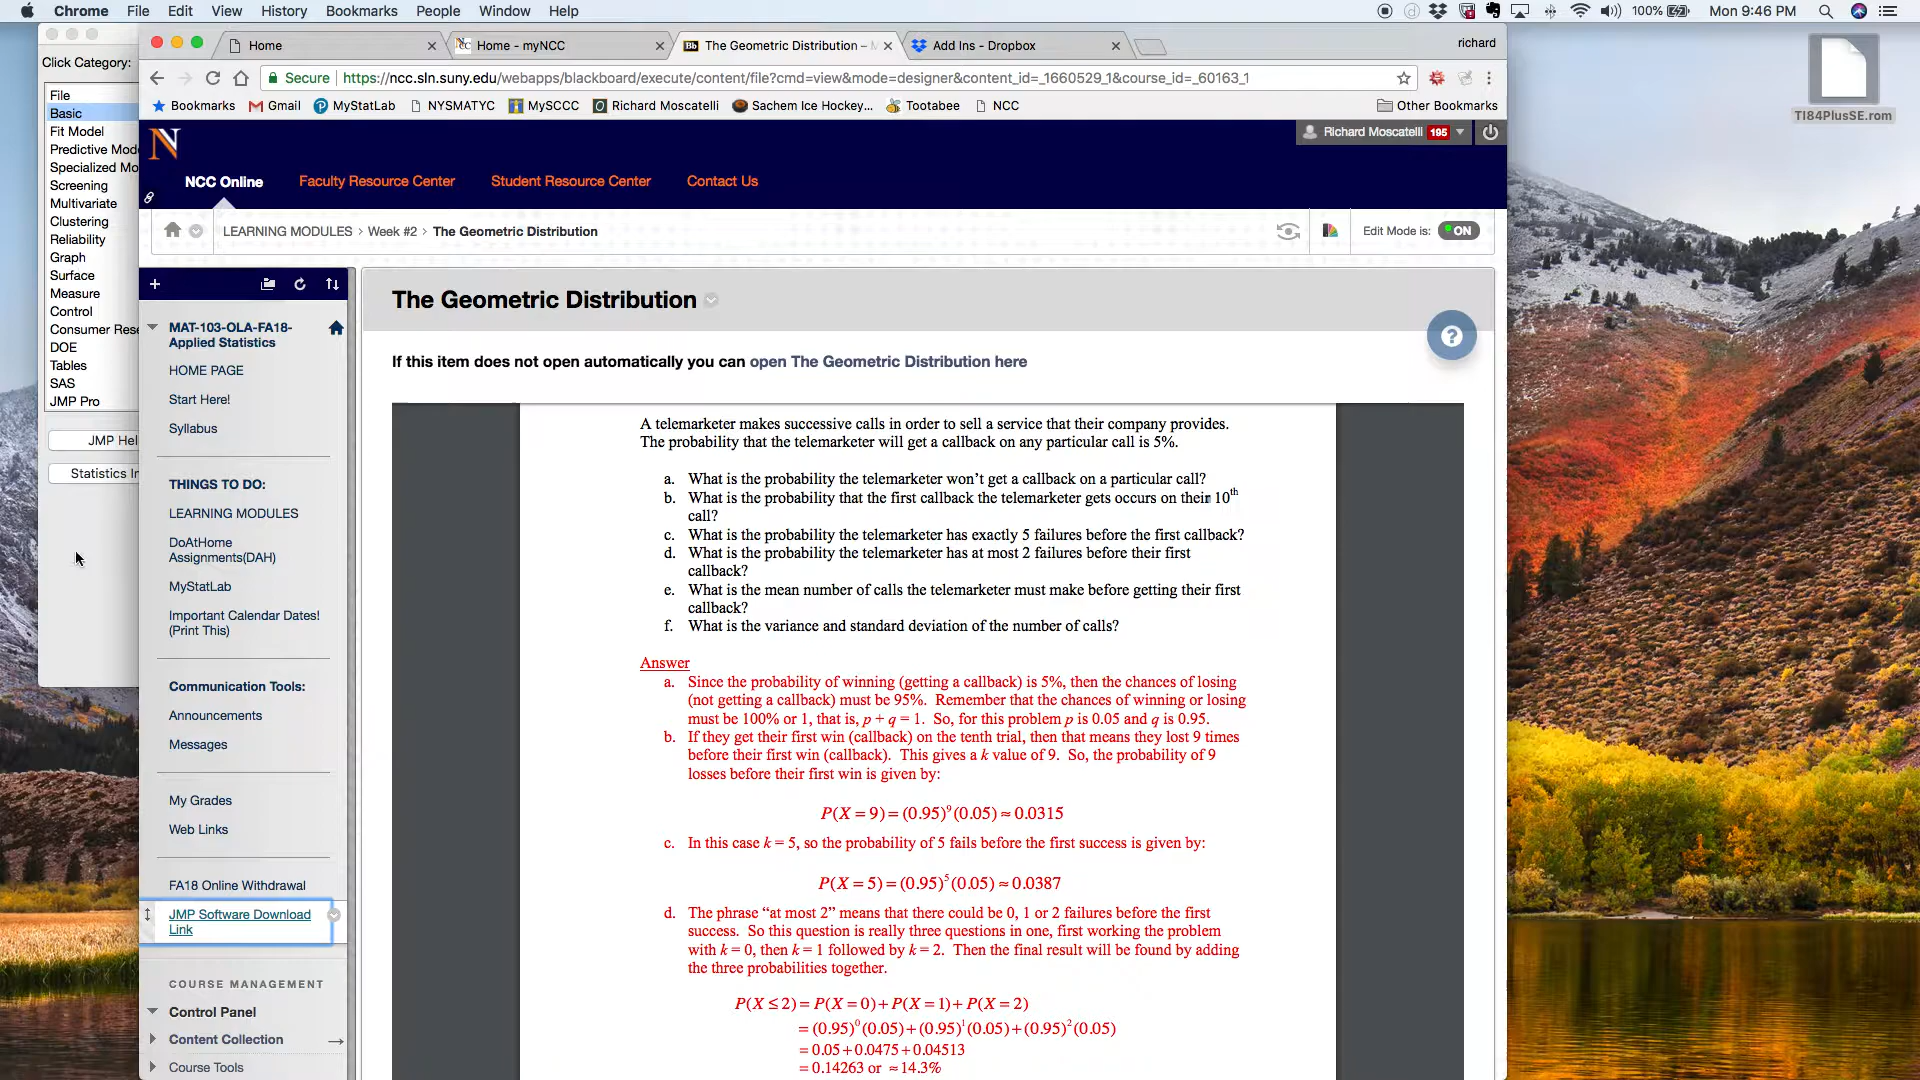 Chrome File Edit View History Bookmarks People Window Help
100% Mon 9:46 PM
Click Category:
File
Basic
Fit Model
Predictive Mod
Specialized Mo
Screening
Multivariate
Clustering
Reliability
Graph
Surface
Measure
Control
Consumer Rese
DOE
Tables
SAS
JMP Pro
JMP Hel
Statistics In
Home
Home - myNCC
The Geometric Distribution –
Add Ins - Dropbox
richard
Secure https://ncc.sln.suny.edu/webapps/blackboard/execute/content/file?cmd=view&mode=designer&content_id=_1660529_1&course_id=_60163_1
Bookmarks Gmail MyStatLab NYSMATYC MySCCC Richard Moscatelli Sachem Ice Hockey... Tootabee NCC Other Bookmarks
TI84PlusSE.rom
Richard Moscatelli 195
NCC Online Faculty Resource Center Student Resource Center Contact Us
LEARNING MODULES > Week #2 > The Geometric Distribution
Edit Mode is: ON
MAT-103-OLA-FA18-
Applied Statistics
HOME PAGE
Start Here!
Syllabus
THINGS TO DO:
LEARNING MODULES
DoAtHome
Assignments(DAH)
MyStatLab
Important Calendar Dates!
(Print This)
Communication Tools:
Announcements
Messages
My Grades
Web Links
FA18 Online Withdrawal
JMP Software Download
Link
COURSE MANAGEMENT
Control Panel
Content Collection
Course Tools
The Geometric Distribution
If this item does not open automatically you can open The Geometric Distribution here
A telemarketer makes successive calls in order to sell a service that their company provides.
The probability that the telemarketer will get a callback on any particular call is 5%.
a. What is the probability the telemarketer won’t get a callback on a particular call?
b. What is the probability that the first callback the telemarketer gets occurs on their 10th
call?
c. What is the probability the telemarketer has exactly 5 failures before the first callback?
d. What is the probability the telemarketer has at most 2 failures before their first
callback?
e. What is the mean number of calls the telemarketer must make before getting their first
callback?
f. What is the variance and standard deviation of the number of calls?
Answer
a. Since the probability of winning (getting a callback) is 5%, then the chances of losing
(not getting a callback) must be 95%. Remember that the chances of winning or losing
must be 100% or 1, that is, p + q = 1. So, for this problem p is 0.05 and q is 0.95.
b. If they get their first win (callback) on the tenth trial, then that means they lost 9 times
before their first win (callback). This gives a k value of 9. So, the probability of 9
losses before their first win is given by:
P(X = 9) = (0.95)⁹(0.05) ≈ 0.0315
c. In this case k = 5, so the probability of 5 fails before the first success is given by:
P(X = 5) = (0.95)⁵(0.05) ≈ 0.0387
d. The phrase “at most 2” means that there could be 0, 1 or 2 failures before the first
success. So this question is really three questions in one, first working the problem
with k = 0, then k = 1 followed by k = 2. Then the final result will be found by adding
the three probabilities together.
P(X ≤ 2) = P(X = 0) + P(X = 1) + P(X = 2)
= (0.95)⁰(0.05) + (0.95)¹(0.05) + (0.95)²(0.05)
= 0.05 + 0.0475 + 0.04513
= 0.14263 or ≈ 14.3%